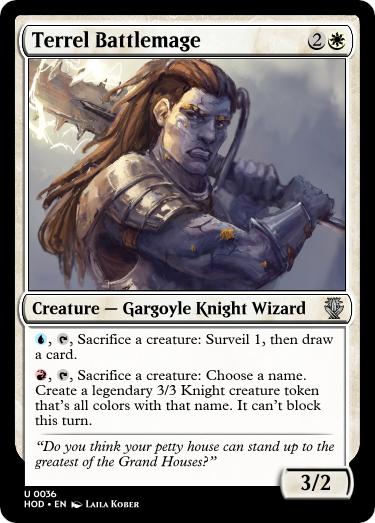 Terrel Battlemage 2
Creature — Gargoyle Knight Wizard
, , Sacrifice a creature: Surveil 1, then draw
a card.
, , Sacrifice a creature: Choose a name.
Create a legendary 3/3 Knight creature token
that's all colors with that name. It can't block
this turn.
“Do you think your petty house can stand up to the
greatest of the Grand Houses?”
3/2
U 0036
HOD • EN Laila Kober